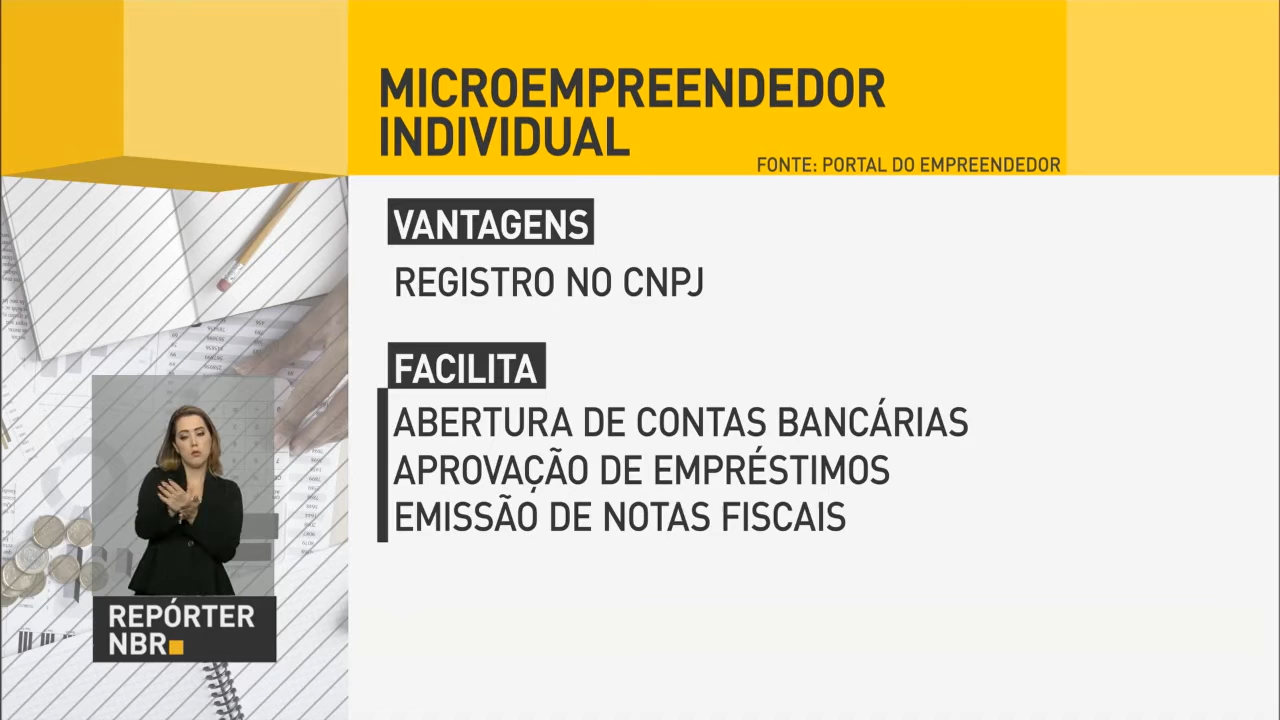 MICROEMPREENDEDOR
INDIVIDUAL
FONTE: PORTAL DO EMPREENDEDOR
VANTAGENS
REGISTRO NO CNPJ
FACILITA
ABERTURA DE CONTAS BANCÁRIAS
APROVAÇÃO DE EMPRÉSTIMOS
EMISSÃO DE NOTAS FISCAIS
REPÓRTER
NBR